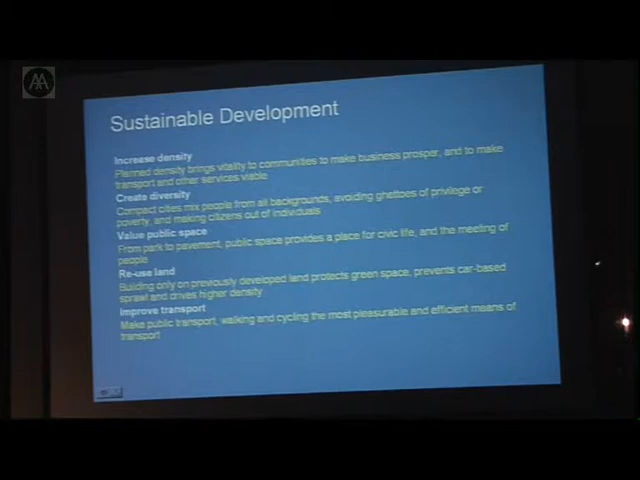 AA
Sustainable Development
Increase density
Planned density brings vitality to communities to make business prosper, and to make
transport and other services viable
Create diversity
Compact cities mix people from all backgrounds, avoiding ghettoes of privilege or
poverty, and making citizens out of individuals
Value public space
From park to pavement, public space provides a place for civic life, and the meeting of
people
Re-use land
Building only on previously developed land protects green space, prevents car-based
sprawl and drives higher density
Improve transport
Make public transport, walking and cycling the most pleasurable and efficient means of
transport